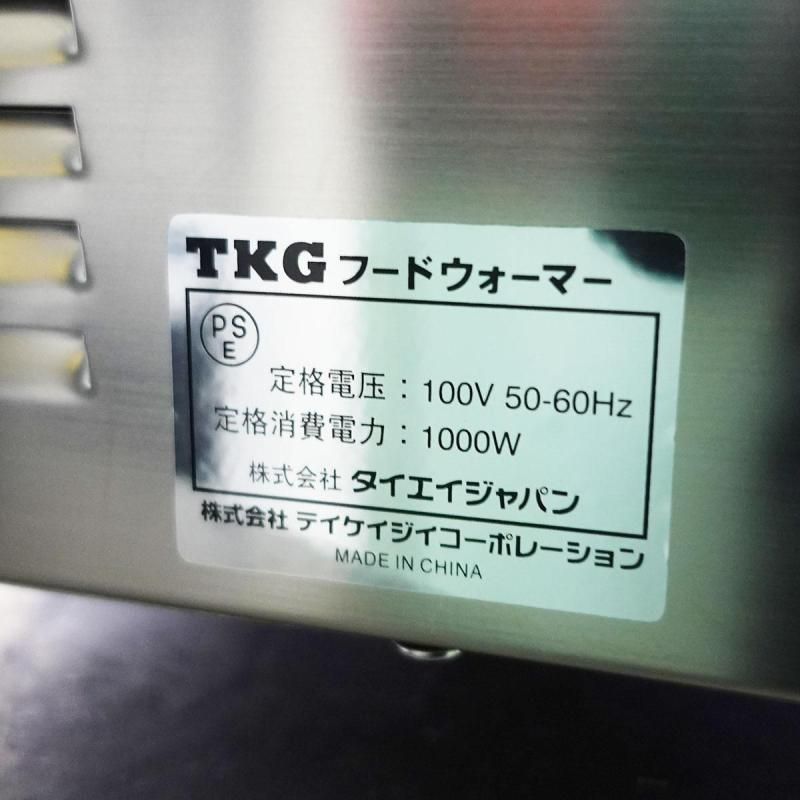 TKG フードウォーマー
PS
E
定格電圧：100V 50-60Hz
定格消費電力：1000W
株式会社 タイエイジャパン
株式会社 テイケイジイコーポレーション
MADE IN CHINA